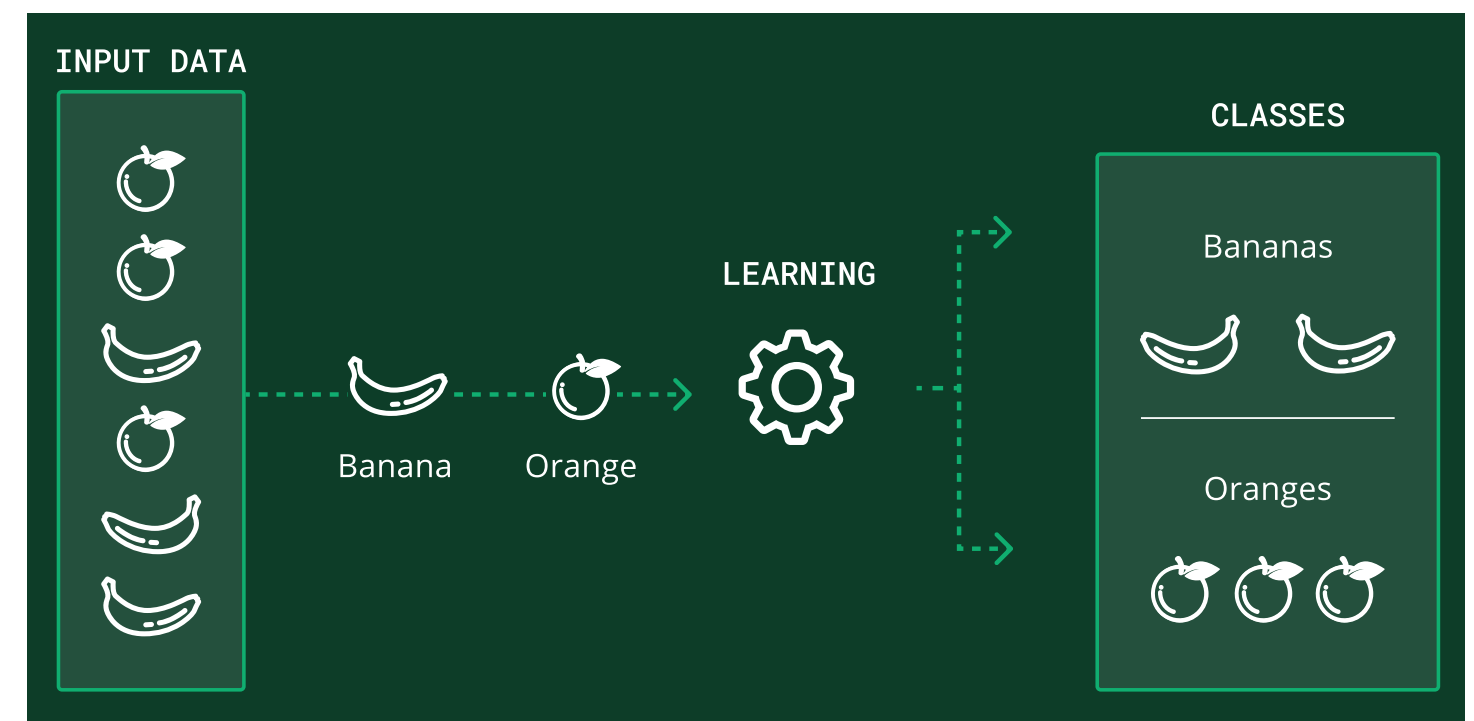 INPUT DATA
CLASSES
Bananas
LEARNING
Banana
Orange
Oranges